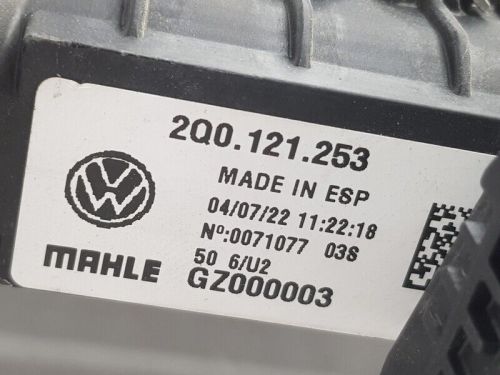 2Q0.121.253
MADE IN ESP
04/07/22 11:22:18
Nº:0071077 03S
50 6/U2
MAHLE GZ000003